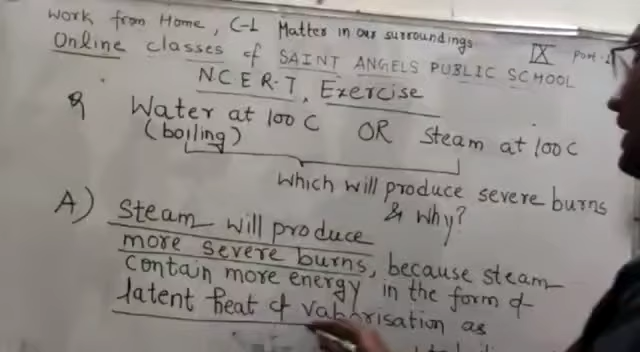 Work from Home, C-1 Matter in our surroundings
Online classes of SAINT ANGELS PUBLIC SCHOOL
IX Part-
N C E R-T, Exercise
Q Water at 100 C OR Steam at 100 C
(boiling)
Which will produce severe burns
& Why?
A) Steam will produce
more severe burns, because steam
contain more energy in the form of
latent heat of vaporisation as